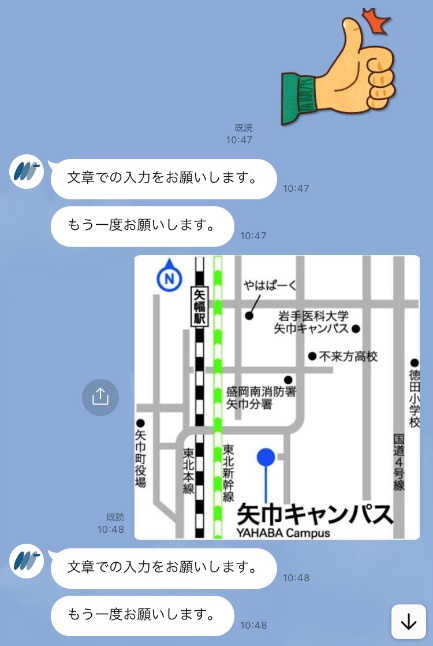 既読
10:47
文章での入力をお願いします。
10:47
もう一度お願いします。
10:47
N
矢幅駅
やはぱーく
岩手医科大学
矢巾キャンパス
不来方高校
盛岡南消防署
矢巾分署
徳田小学校
矢巾町役場
東北本線
東北新幹線
国道4号線
矢巾キャンパス
YAHABA Campus
既読
10:48
文章での入力をお願いします。
10:48
もう一度お願いします。
10:48